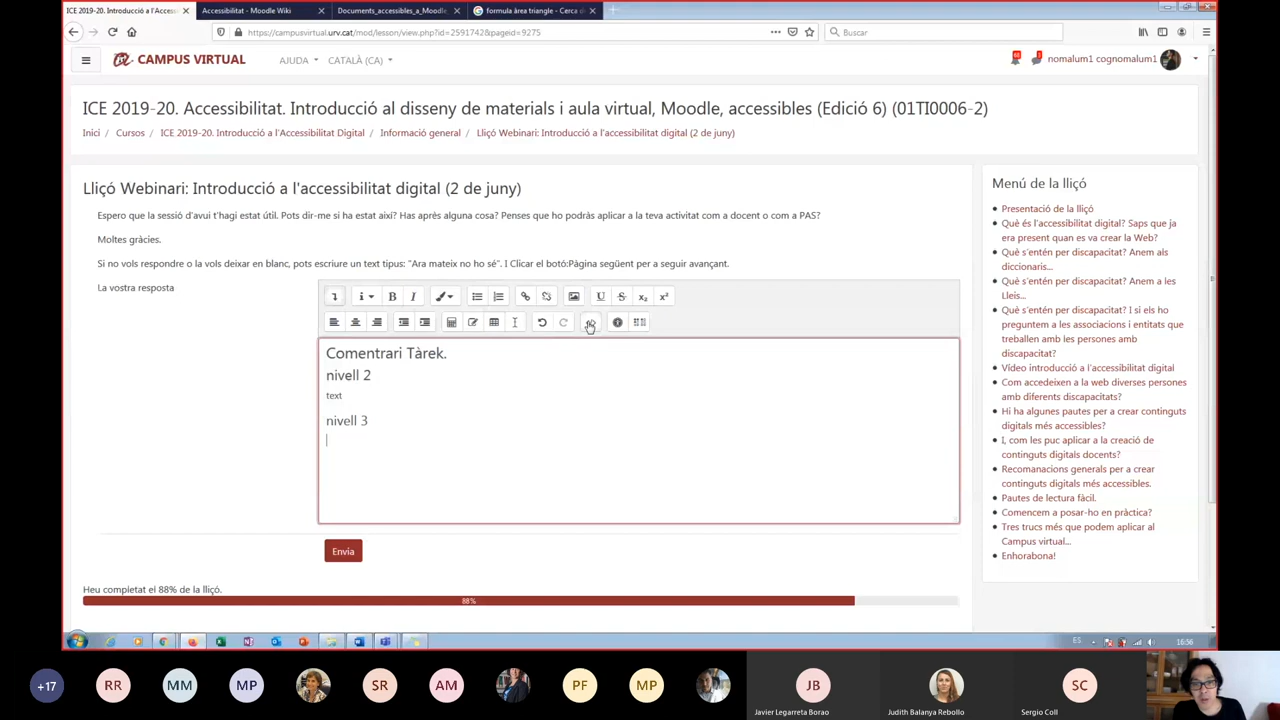 ICE 2019-20. Introducció a l'Acces
Accessibilitat - Moodle Wiki
Documents_accessibles_a_Moodle_
formula àrea triangle - Cerca d
https://campusvirtual.urv.cat/mod/lesson/view.php?id=2591742&pageid=9275
Buscar
CAMPUS VIRTUAL
AJUDA
CATALÀ (CA)
nomalum1 cognomalum1
ICE 2019-20. Accessibilitat. Introducció al disseny de materials i aula virtual, Moodle, accessibles (Edició 6) (01TI0006-2)
Inici / Cursos / ICE 2019-20. Introducció a l'Accessibilitat Digital / Informació general / Lliçó Webinari: Introducció a l'accessibilitat digital (2 de juny)
Lliçó Webinari: Introducció a l'accessibilitat digital (2 de juny)
Espero que la sessió d'avui t'hagi estat útil. Pots dir-me si ha estat així? Has après alguna cosa? Penses que ho podràs aplicar a la teva activitat com a docent o com a PAS?
Moltes gràcies.
Si no vols respondre o la vols deixar en blanc, pots escriure un text tipus: "Ara mateix no ho sé". I Clicar el botó:Pàgina següent per a seguir avançant.
La vostra resposta
Comentrari Tàrek.
nivell 2
text
nivell 3
Envia
Heu completat el 88% de la lliçó.
88%
Menú de la lliçó
Presentació de la lliçó
Què és l'accessibilitat digital? Saps que ja
era present quan es va crear la Web?
Què s'entén per discapacitat? Anem als
diccionaris...
Què s'entén per discapacitat? Anem a les
Lleis...
Què s'entén per discapacitat? I si els ho
preguntem a les associacions i entitats que
treballen amb les persones amb
discapacitat?
Vídeo introducció a l'accessibilitat digital
Com accedeixen a la web diverses persones
amb diferents discapacitats?
Hi ha algunes pautes per a crear continguts
digitals més accessibles?
I, com les puc aplicar a la creació de
continguts digitals docents?
Recomanacions generals per a crear
continguts digitals més accessibles.
Pautes de lectura fàcil.
Comencem a posar-ho en pràctica?
Tres trucs més que podem aplicar al
Campus virtual...
Enhorabona!
ES
16:56
+17
RR
MM
MP
SR
AM
PF
MP
JB
SC
Javier Legarreta Borao
Judith Balanya Rebollo
Sergio Coll